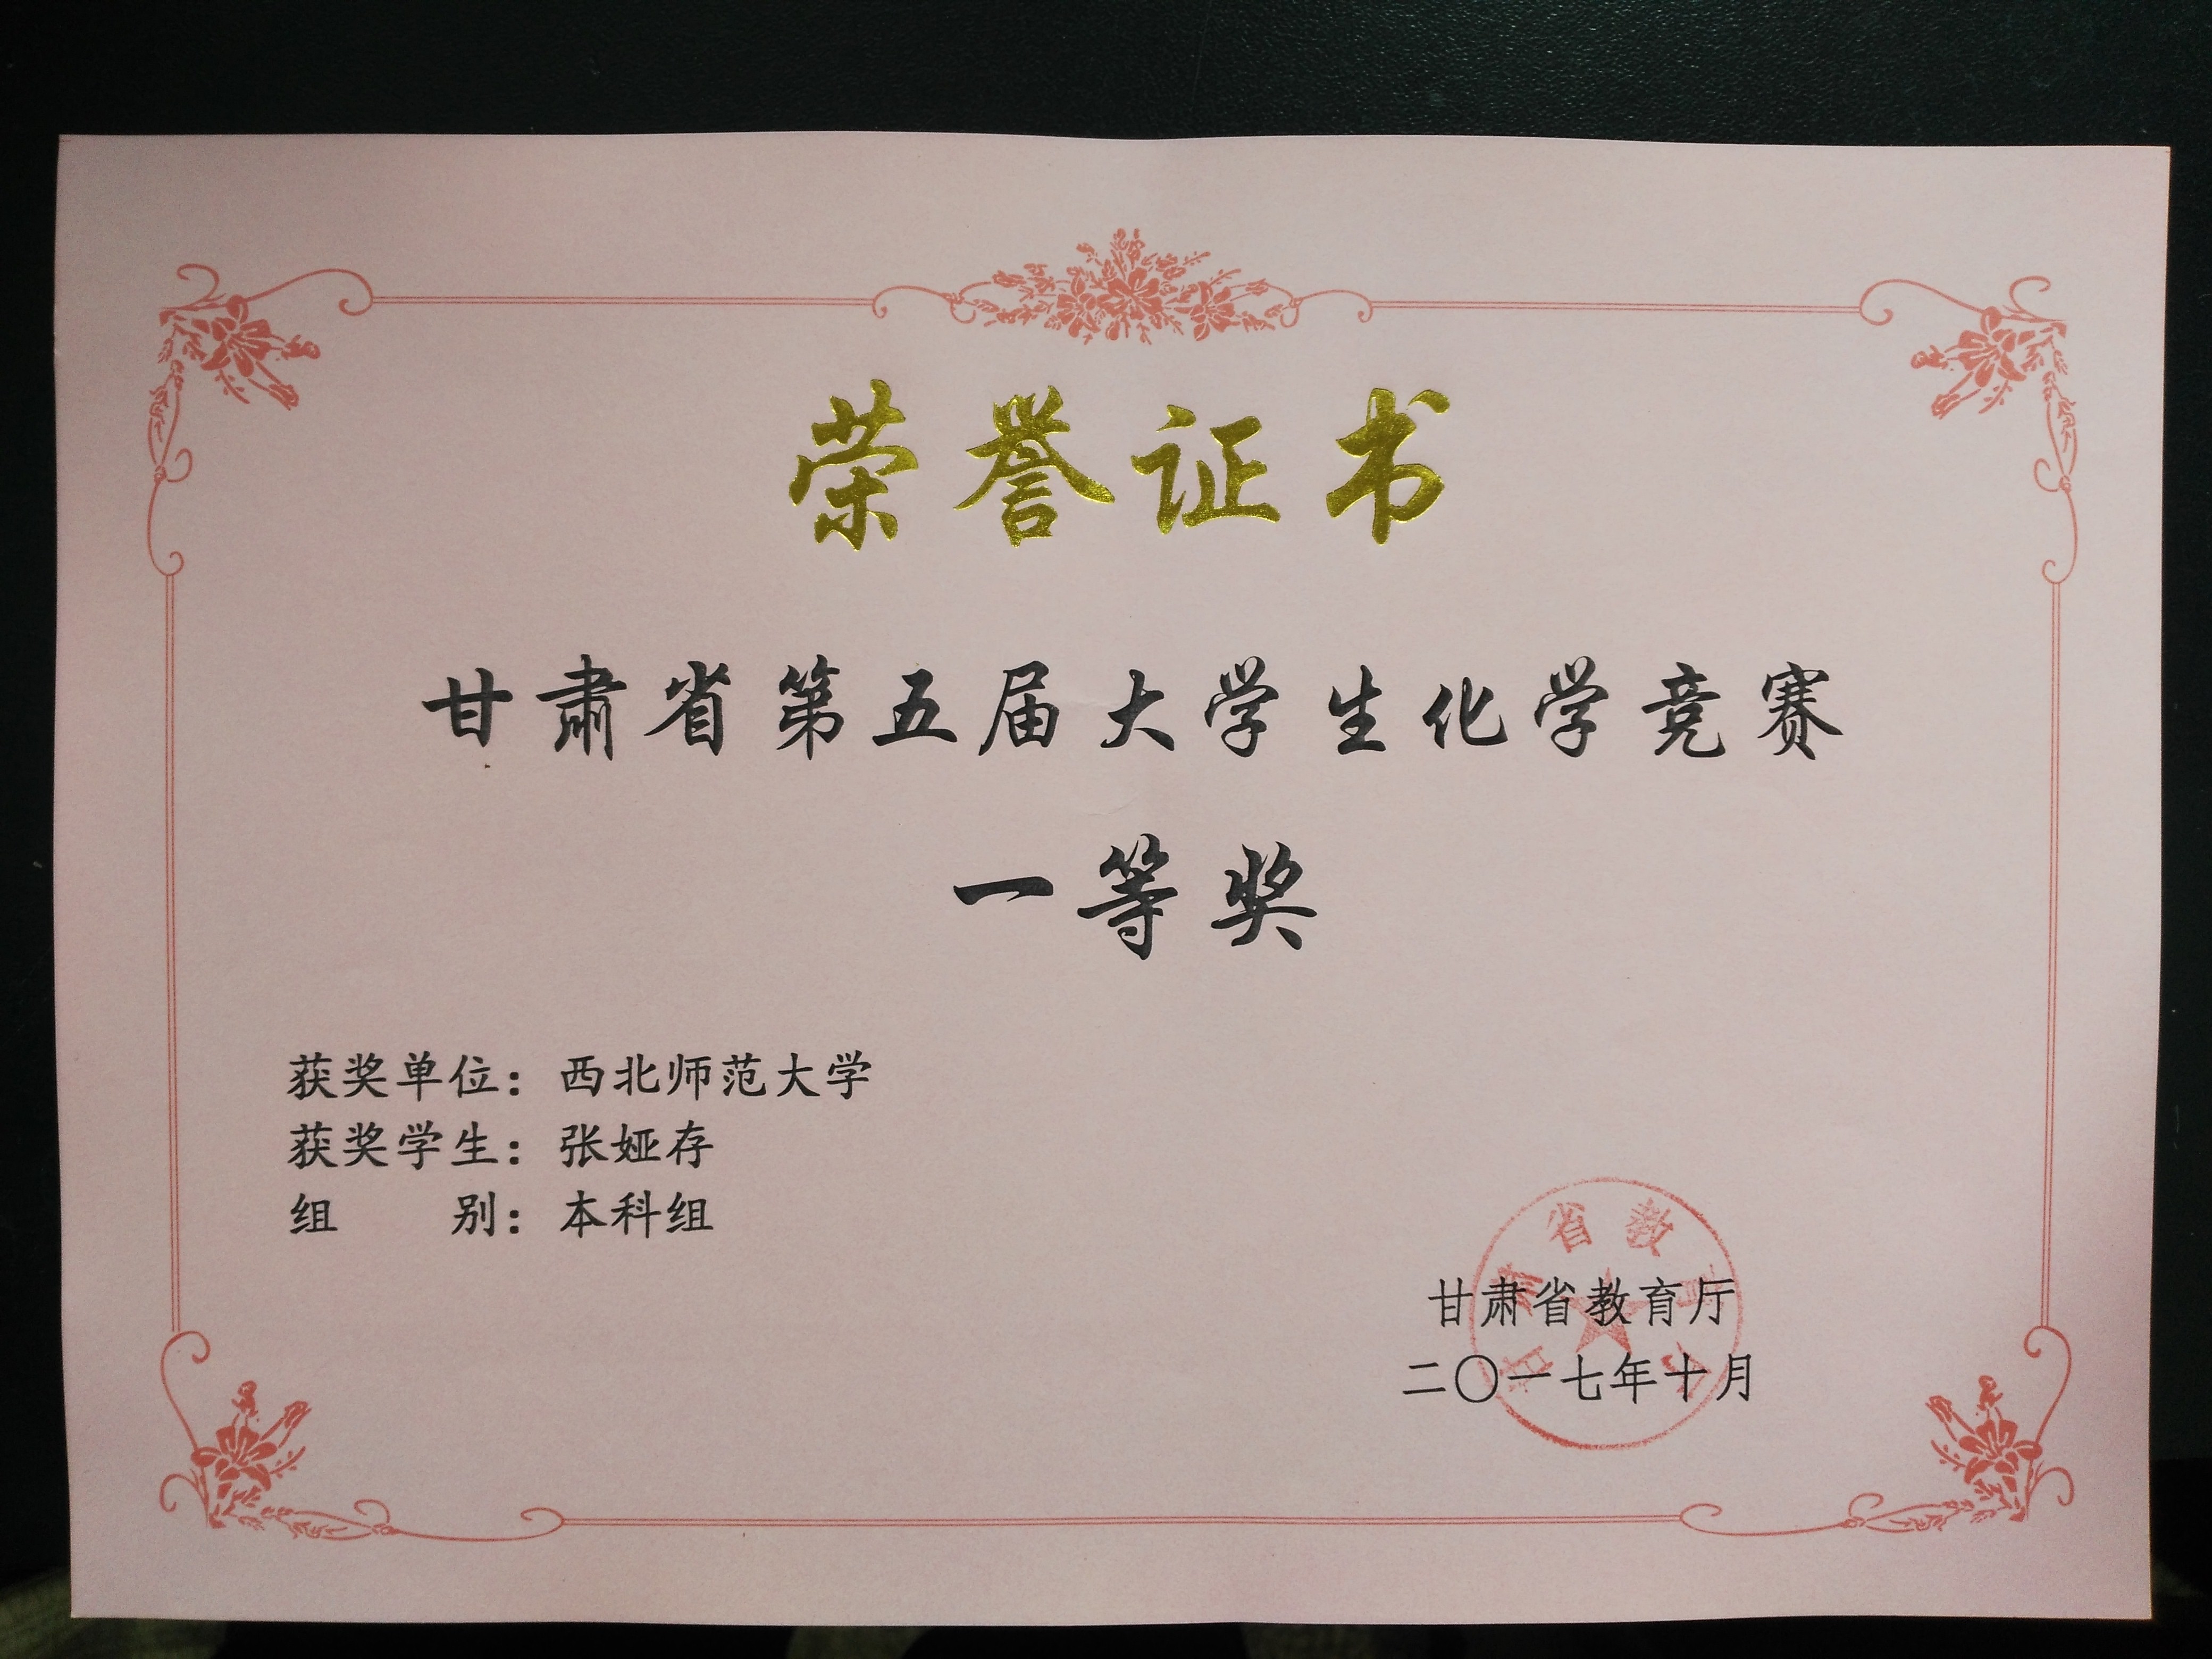 荣誉证书
甘肃省第五届大学生化学竞赛
一等奖
获奖单位：西北师范大学
获奖学生：张娅存
组　　别：本科组
省教
甘肃省教育厅
二〇一七年十月